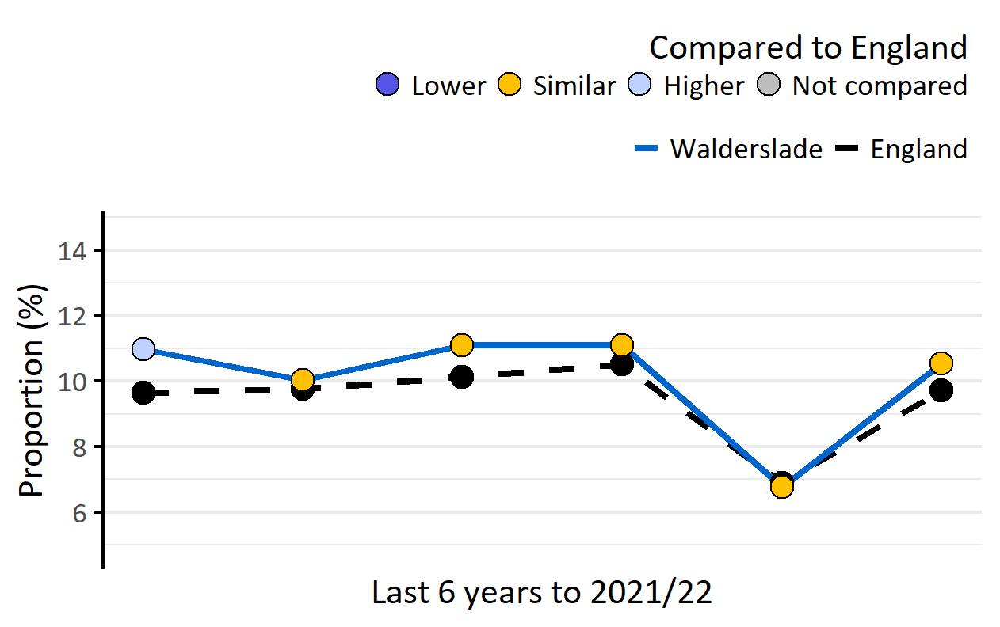 Compared to England
Lower Similar Higher Not compared
Walderslade England
Proportion (%)
14
12
10
8
6
Last 6 years to 2021/22